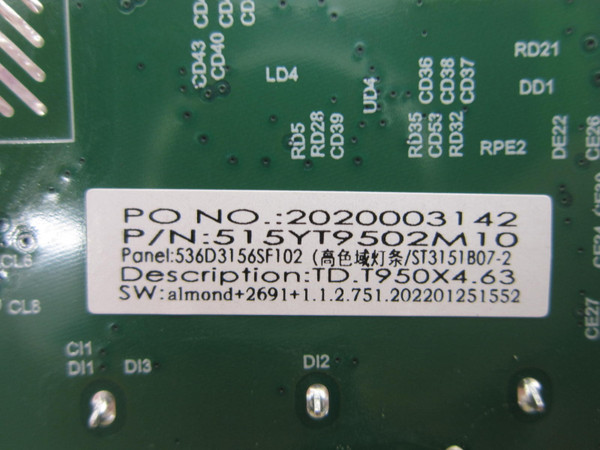 CD43
CD40
LD4
UD4
CD36
CD38
CD37
RD21
DD1
RD5
RD28
CD39
RD35
CD53
RD32
RPE2
DE22
CE26
PO NO.:2020003142
P/N:515YT9502M10
Panel:536D3156SF102 (高色域灯条/ST3151B07-2
Description:TD.T950X4.63
SW:almond+2691+1.1.2.751.202201251552
CL8
CE27
CI1
DI1
DI3
DI2